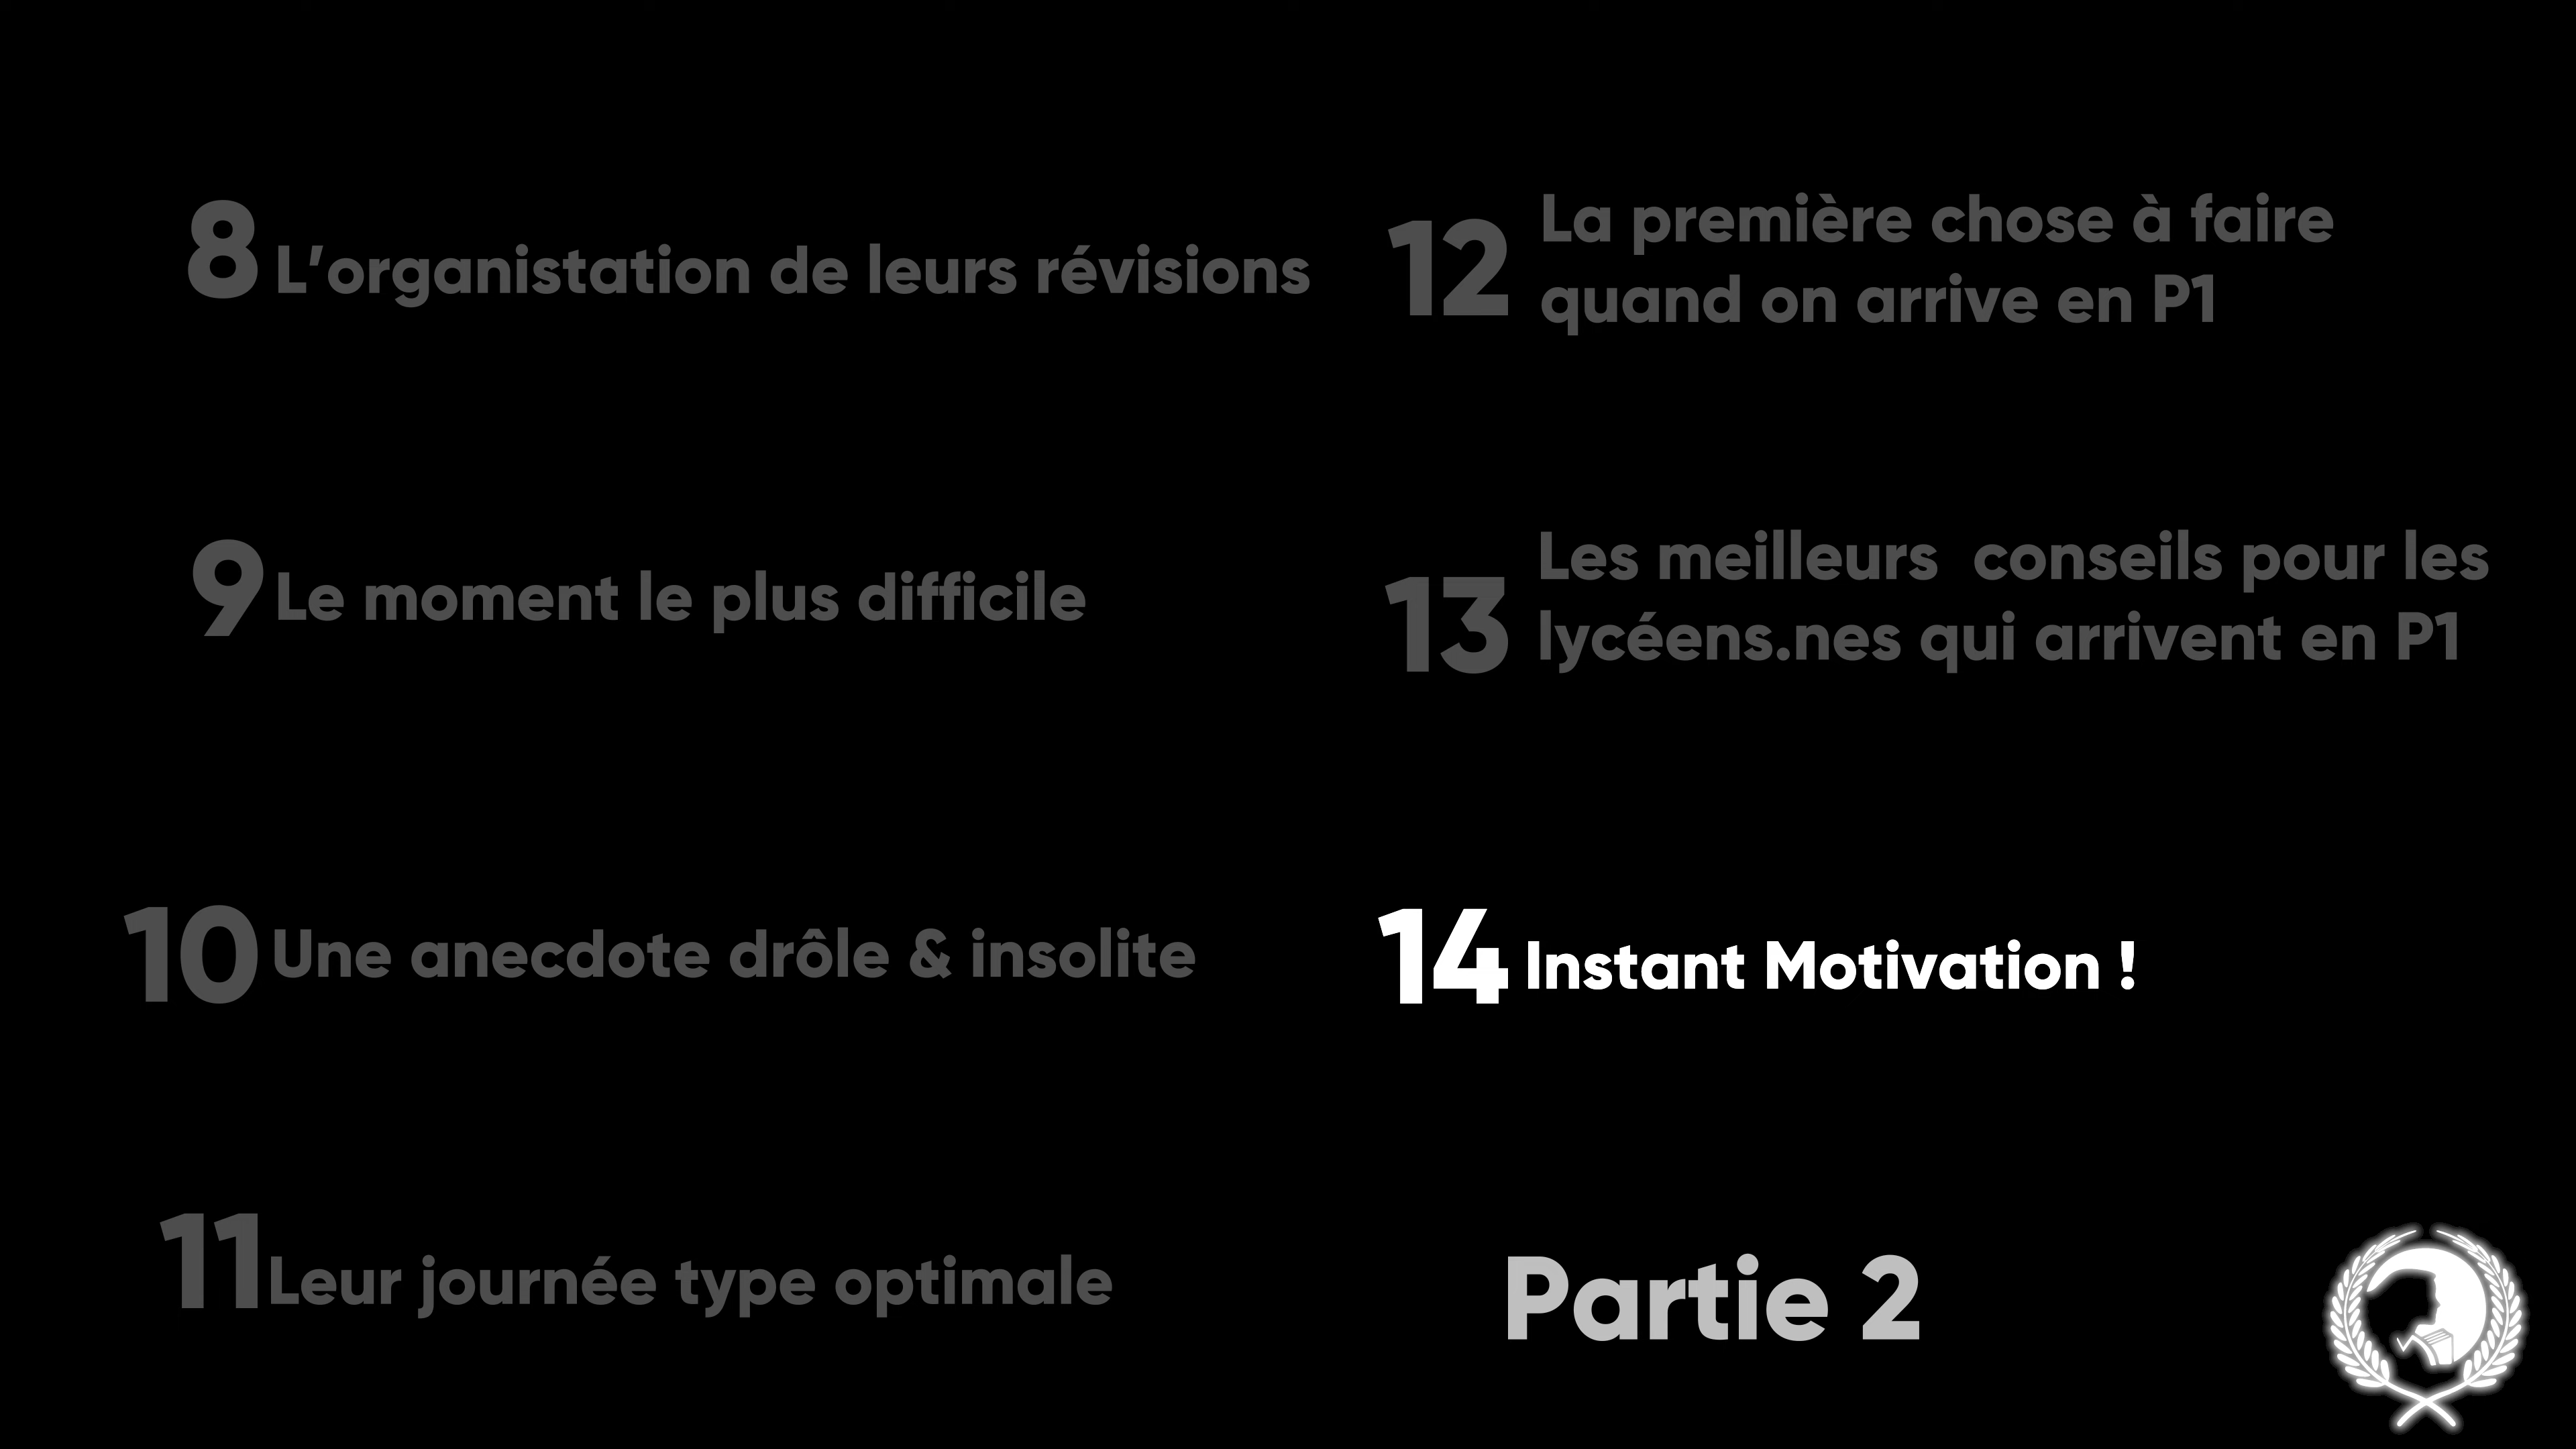 8 L’organistation de leurs révisions
9 Le moment le plus difficile
10 Une anecdote drôle & insolite
11 Leur journée type optimale
12 La première chose à faire
quand on arrive en P1
13 Les meilleurs  conseils pour les
lycéens.nes qui arrivent en P1
14 Instant Motivation !
Partie 2